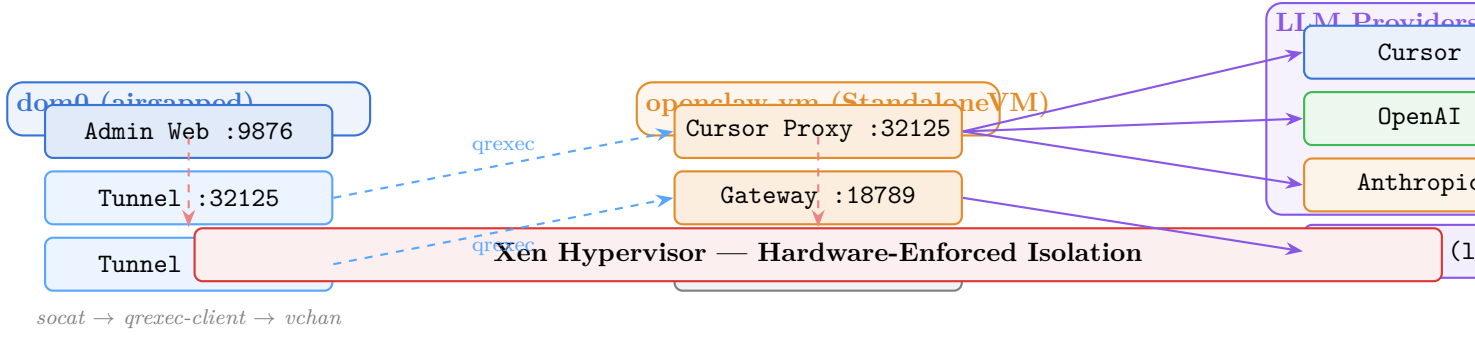 dom0 (airgapped)
Admin Web :9876
Tunnel :32125
Tunnel
socat → qrexec-client → vchan
qrexec
qrexec
openclaw-vm (StandaloneVM)
Cursor Proxy :32125
Gateway :18789
Xen Hypervisor — Hardware-Enforced Isolation
LLM Providers
Cursor
OpenAI
Anthropic
(l